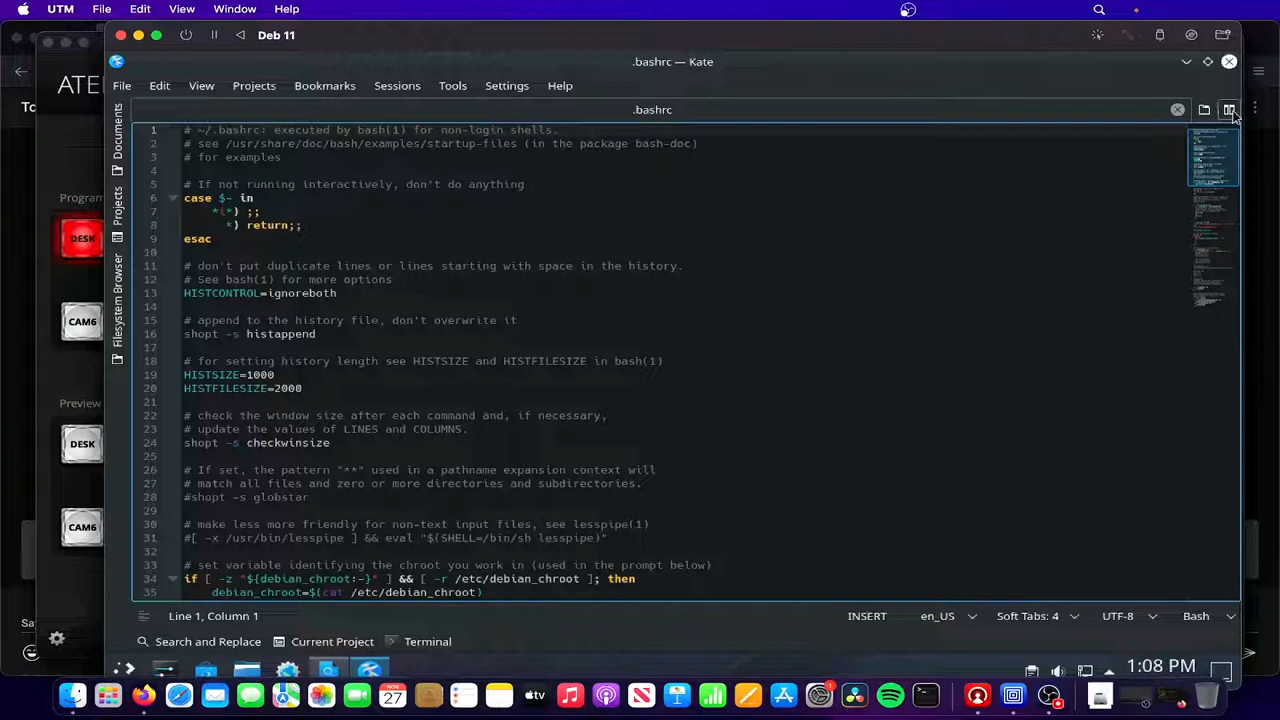 UTM File Edit View Window Help
Deb 11
.bashrc — Kate
ATE
To
File Edit View Projects Bookmarks Sessions Tools Settings Help
.bashrc
Documents
Projects
Filesystem Browser
Program
DESK
CAM6
Preview
DESK
CAM6
1 # ~/.bashrc: executed by bash(1) for non-login shells.
2 # see /usr/share/doc/bash/examples/startup-files (in the package bash-doc)
3 # for examples
4
5 # If not running interactively, don't do anything
6 case $- in
7 *i*) ;;
8 *) return;;
9 esac
10
11 # don't put duplicate lines or lines starting with space in the history.
12 # See bash(1) for more options
13 HISTCONTROL=ignoreboth
14
15 # append to the history file, don't overwrite it
16 shopt -s histappend
17
18 # for setting history length see HISTSIZE and HISTFILESIZE in bash(1)
19 HISTSIZE=1000
20 HISTFILESIZE=2000
21
22 # check the window size after each command and, if necessary,
23 # update the values of LINES and COLUMNS.
24 shopt -s checkwinsize
25
26 # If set, the pattern "**" used in a pathname expansion context will
27 # match all files and zero or more directories and subdirectories.
28 #shopt -s globstar
29
30 # make less more friendly for non-text input files, see lesspipe(1)
31 #[ -x /usr/bin/lesspipe ] && eval "$(SHELL=/bin/sh lesspipe)"
32
33 # set variable identifying the chroot you work in (used in the prompt below)
34 if [ -z "${debian_chroot:-}" ] && [ -r /etc/debian_chroot ]; then
35 debian_chroot=$(cat /etc/debian_chroot)
Line 1, Column 1 INSERT en_US Soft Tabs: 4 UTF-8 Bash
Search and Replace Current Project Terminal
1:08 PM
NOV
27
tv
1